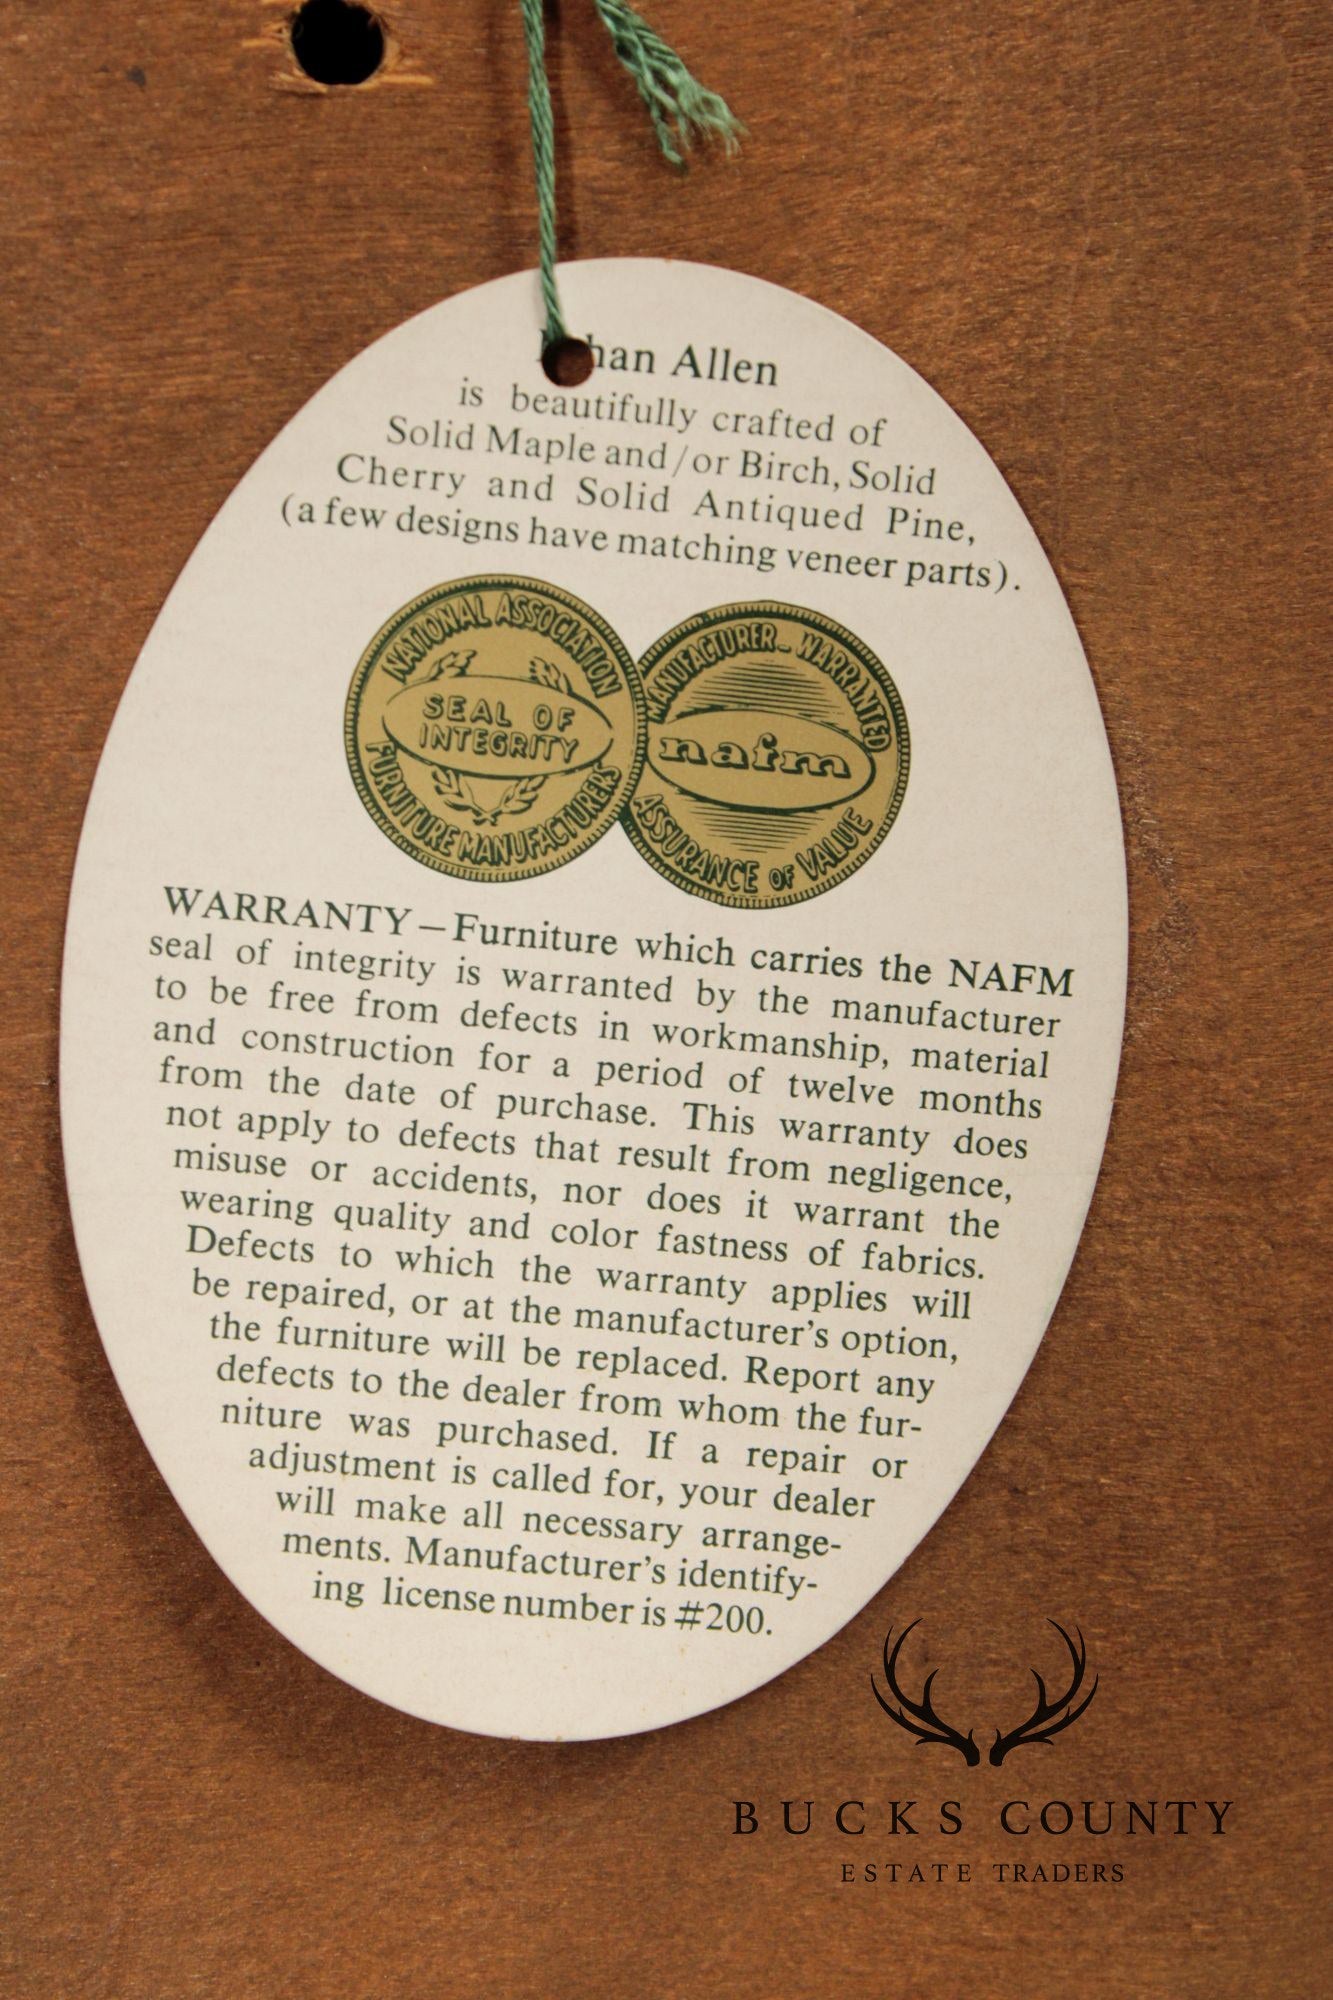 Ethan Allen
is beautifully crafted of
Solid Maple and/or Birch, Solid
Cherry and Solid Antiqued Pine,
(a few designs have matching veneer parts).
NATIONAL ASSOCIATION
SEAL OF
INTEGRITY
FURNITURE MANUFACTURERS
MANUFACTURER-WARRANTED
nafm
ASSURANCE OF VALUE
WARRANTY—Furniture which carries the NAFM
seal of integrity is warranted by the manufacturer
to be free from defects in workmanship, material
and construction for a period of twelve months
from the date of purchase. This warranty does
not apply to defects that result from negligence,
misuse or accidents, nor does it warrant the
wearing quality and color fastness of fabrics.
Defects to which the warranty applies will
be repaired, or at the manufacturer's option,
the furniture will be replaced. Report any
defects to the dealer from whom the fur-
niture was purchased. If a repair or
adjustment is called for, your dealer
will make all necessary arrange-
ments. Manufacturer's identify-
ing license number is #200.
BUCKS COUNTY
ESTATE TRADERS